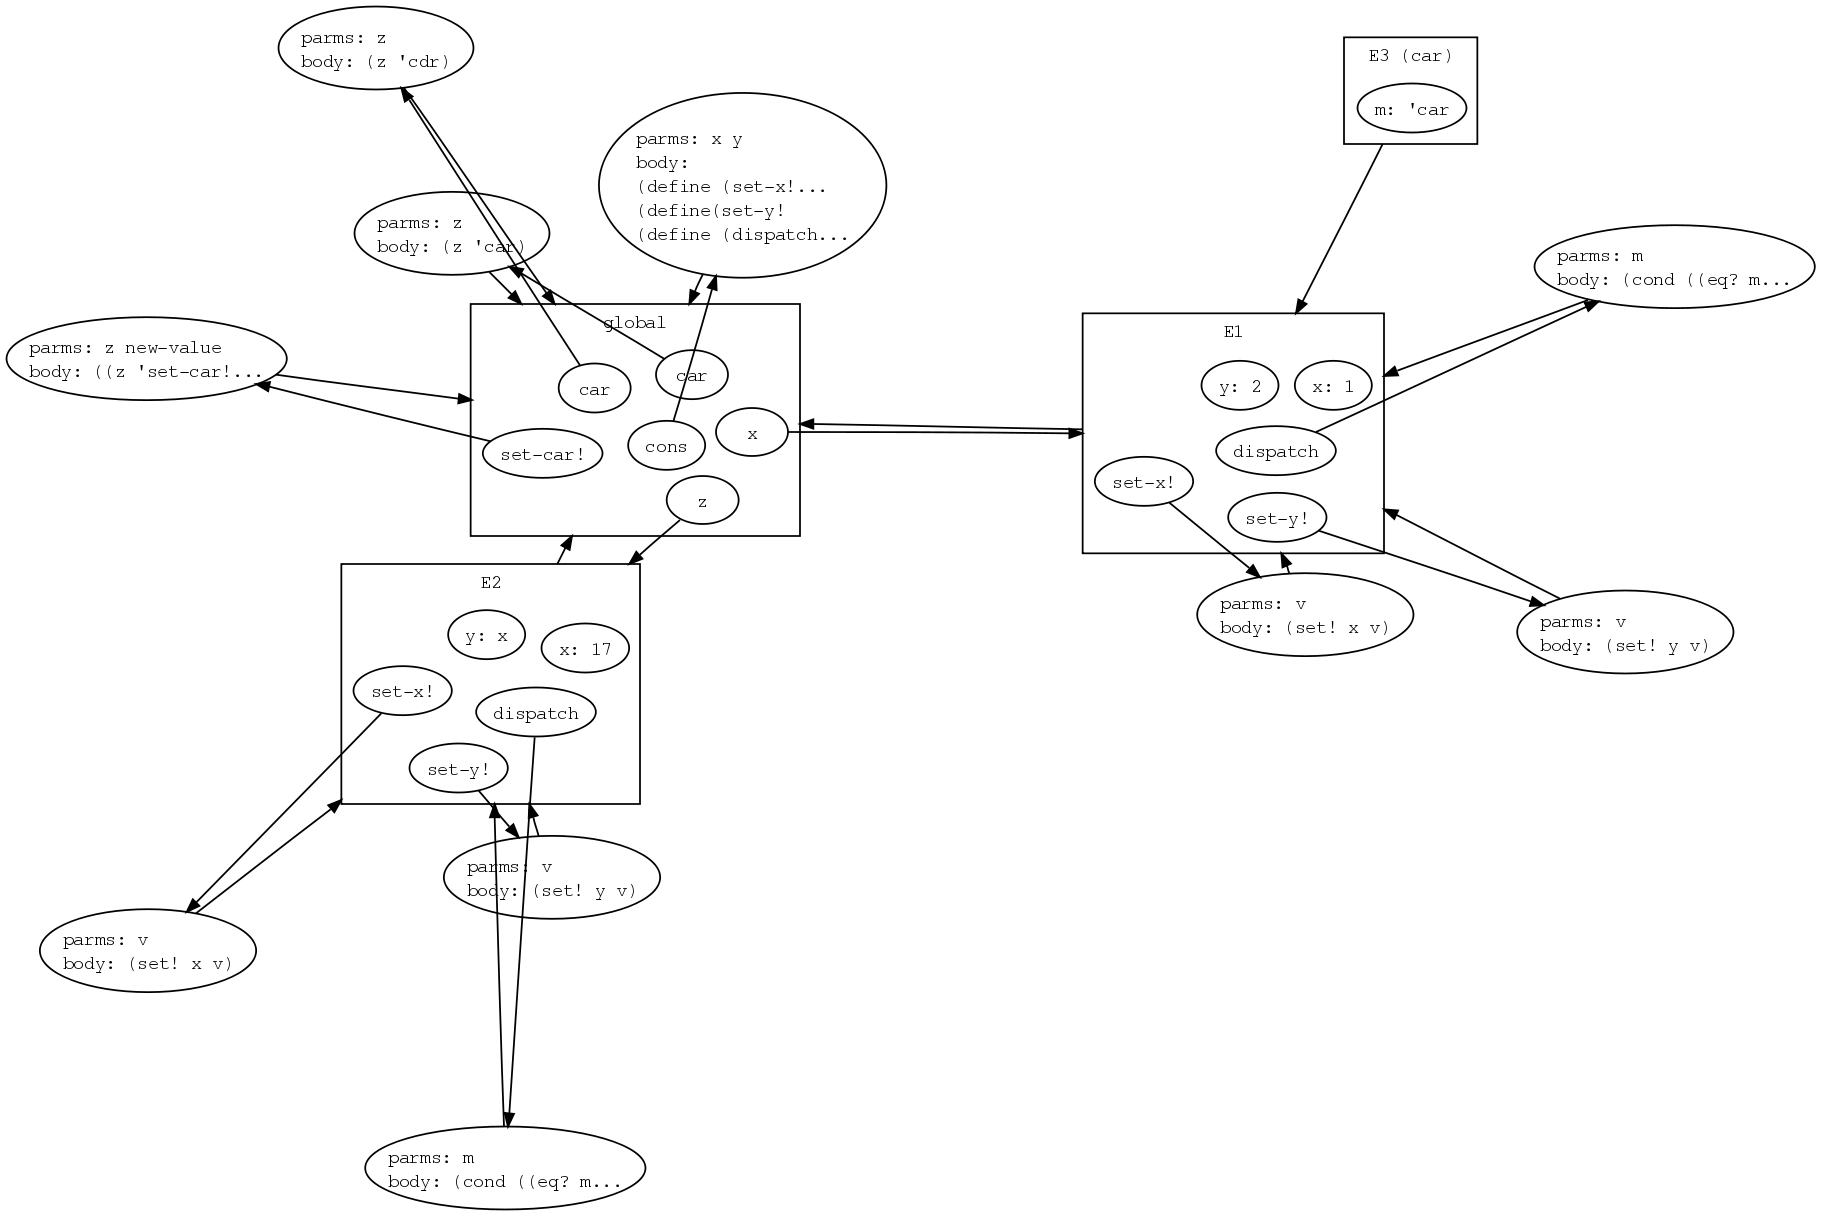 parms: z
body: (z 'cdr)
E3 (car)
m: 'car
parms: x y
body:
(define (set-x!...
(define(set-y!
(define (dispatch...
parms: z
body: (z 'car)
parms: m
body: (cond ((eq? m...
global
E1
parms: z new-value
body: ((z 'set-car!...
car
car
y: 2
x: 1
set-car!
cons
x
dispatch
set-x!
z
set-y!
E2
parms: v
body: (set! x v)
parms: v
body: (set! y v)
y: x
x: 17
set-x!
dispatch
set-y!
parms: v
body: (set! y v)
parms: v
body: (set! x v)
parms: m
body: (cond ((eq? m...